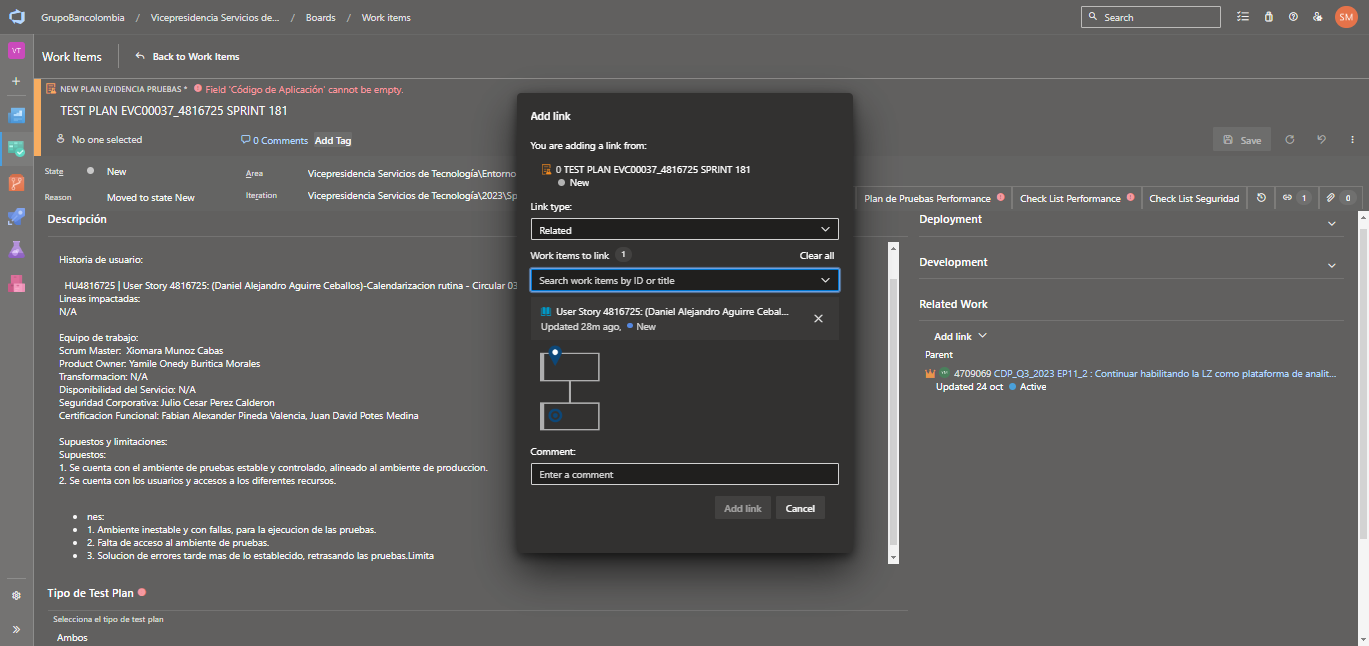 GrupoBancolombia / Vicepresidencia Servicios de... / Boards / Work items
Search
SM
VT
Work Items
Back to Work Items
NEW PLAN EVIDENCIA PRUEBAS * Field 'Código de Aplicación' cannot be empty.
TEST PLAN EVC00037_4816725 SPRINT 181
No one selected
0 Comments
Add Tag
Save
State New
Area Vicepresidencia Servicios de Tecnología\Entorno
Reason Moved to state New
Iteration Vicepresidencia Servicios de Tecnología\2023\Sp
Plan de Pruebas Performance
Check List Performance
Check List Seguridad
1
0
Descripción
Historia de usuario:
HU4816725 | User Story 4816725: (Daniel Alejandro Aguirre Ceballos)-Calendarizacion rutina - Circular 03
Lineas impactadas:
N/A
Equipo de trabajo:
Scrum Master: Xiomara Munoz Cabas
Product Owner: Yamile Onedy Buritica Morales
Transformacion: N/A
Disponibilidad del Servicio: N/A
Seguridad Corporativa: Julio Cesar Perez Calderon
Certificacion Funcional: Fabian Alexander Pineda Valencia, Juan David Potes Medina
Supuestos y limitaciones:
Supuestos:
1. Se cuenta con el ambiente de pruebas estable y controlado, alineado al ambiente de produccion.
2. Se cuenta con los usuarios y accesos a los diferentes recursos.
• nes:
• 1. Ambiente inestable y con fallas, para la ejecucion de las pruebas.
• 2. Falta de acceso al ambiente de pruebas.
• 3. Solucion de errores tarde mas de lo establecido, retrasando las pruebas.Limita
Tipo de Test Plan
Selecciona el tipo de test plan
Ambos
Add link
You are adding a link from:
0 TEST PLAN EVC00037_4816725 SPRINT 181
New
Link type:
Related
Work items to link 1
Clear all
Search work items by ID or title
User Story 4816725: (Daniel Alejandro Aguirre Cebal...
Updated 28m ago, New
Comment:
Enter a comment
Add link
Cancel
Deployment
Development
Related Work
Add link
Parent
4709069 CDP_Q3_2023 EP11_2 : Continuar habilitando la LZ como plataforma de analit...
Updated 24 oct Active